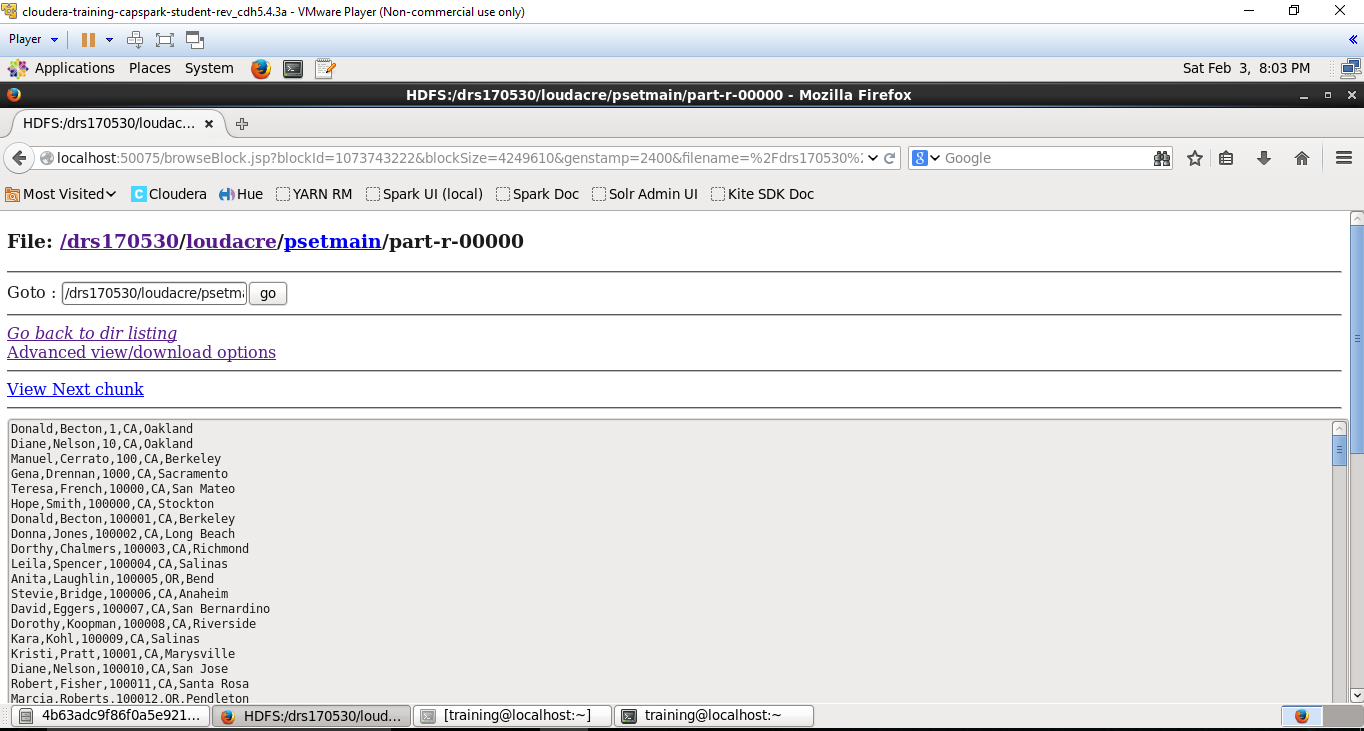 cloudera-training-capspark-student-rev_cdh5.4.3a - VMware Player (Non-commercial use only)
Player
Applications Places System Sat Feb 3, 8:03 PM
HDFS:/drs170530/loudacre/psetmain/part-r-00000 - Mozilla Firefox
HDFS:/drs170530/loudac...
localhost:50075/browseBlock.jsp?blockId=1073743222&blockSize=4249610&genstamp=2400&filename=%2Fdrs170530%2 Google
Most Visited Cloudera Hue YARN RM Spark UI (local) Spark Doc Solr Admin UI Kite SDK Doc
File: /drs170530/loudacre/psetmain/part-r-00000
Goto : /drs170530/loudacre/psetm go
Go back to dir listing
Advanced view/download options
View Next chunk
Donald,Becton,1,CA,Oakland
Diane,Nelson,10,CA,Oakland
Manuel,Cerrato,100,CA,Berkeley
Gena,Drennan,1000,CA,Sacramento
Teresa,French,10000,CA,San Mateo
Hope,Smith,100000,CA,Stockton
Donald,Becton,100001,CA,Berkeley
Donna,Jones,100002,CA,Long Beach
Dorthy,Chalmers,100003,CA,Richmond
Leila,Spencer,100004,CA,Salinas
Anita,Laughlin,100005,OR,Bend
Stevie,Bridge,100006,CA,Anaheim
David,Eggers,100007,CA,San Bernardino
Dorothy,Koopman,100008,CA,Riverside
Kara,Kohl,100009,CA,Salinas
Kristi,Pratt,10001,CA,Marysville
Diane,Nelson,100010,CA,San Jose
Robert,Fisher,100011,CA,Santa Rosa
Marcia,Roberts,100012,OR,Pendleton
4b63adc9f86f0a5e921... HDFS:/drs170530/loud... [training@localhost:~] training@localhost:~